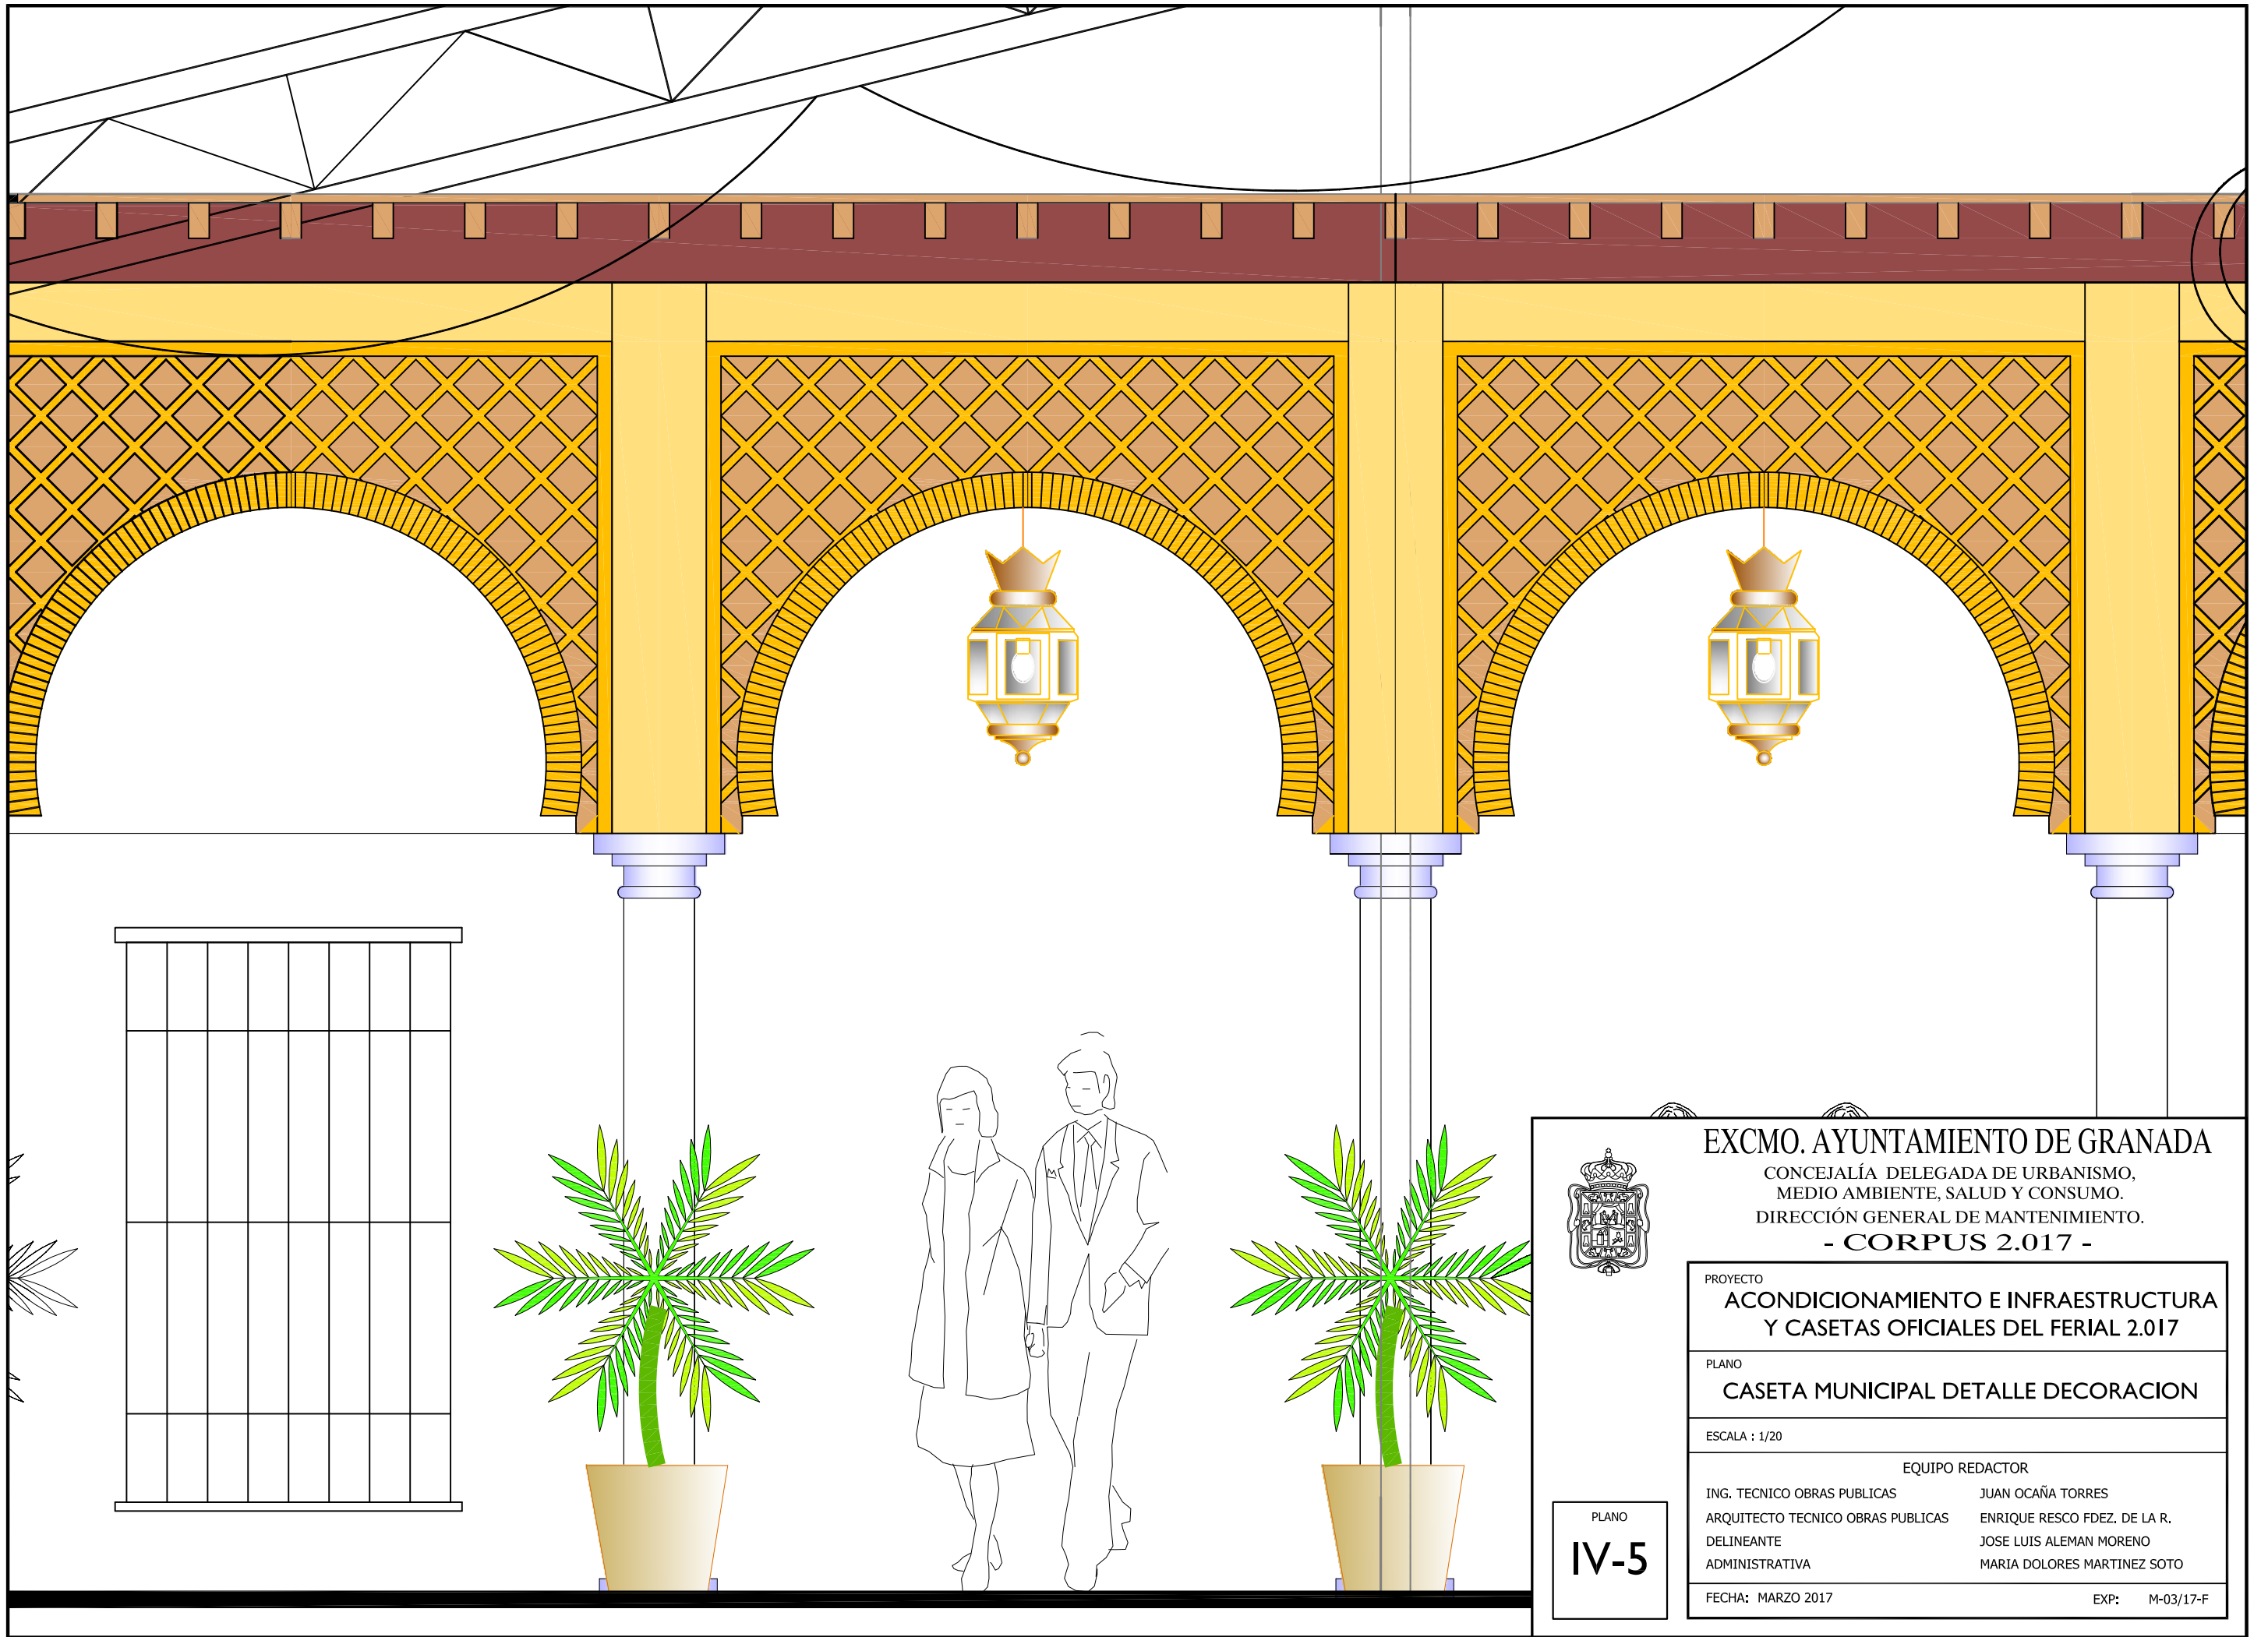 EXCMO. AYUNTAMIENTO DE GRANADA
CONCEJALÍA DELEGADA DE URBANISMO,
MEDIO AMBIENTE, SALUD Y CONSUMO.
DIRECCIÓN GENERAL DE MANTENIMIENTO.
- CORPUS 2.017 -
PROYECTO
ACONDICIONAMIENTO E INFRAESTRUCTURA
Y CASETAS OFICIALES DEL FERIAL 2.017
PLANO
CASETA MUNICIPAL DETALLE DECORACION
ESCALA : 1/20
EQUIPO REDACTOR
ING. TECNICO OBRAS PUBLICAS JUAN OCAÑA TORRES
ARQUITECTO TECNICO OBRAS PUBLICAS ENRIQUE RESCO FDEZ. DE LA R.
DELINEANTE JOSE LUIS ALEMAN MORENO
ADMINISTRATIVA MARIA DOLORES MARTINEZ SOTO
FECHA: MARZO 2017 EXP: M-03/17-F
PLANO
IV-5